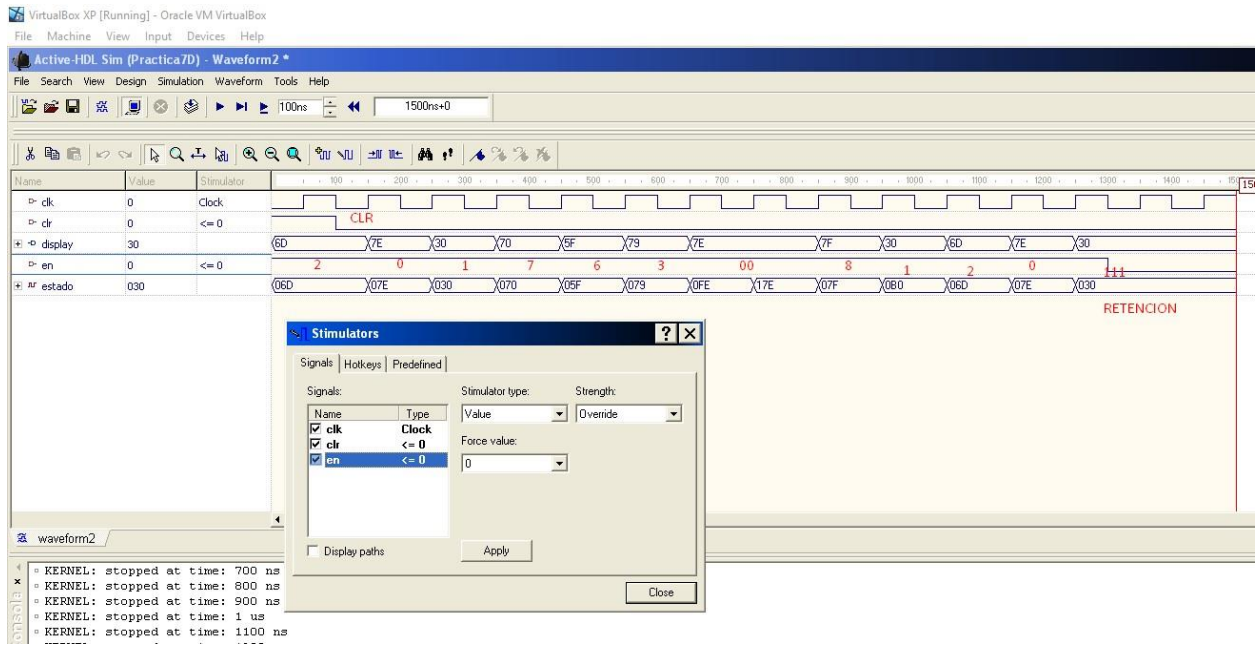 VirtualBox XP [Running] - Oracle VM VirtualBox
File Machine View Input Devices Help
Active-HDL Sim (Practica7D) - Waveform2 *
File Search View Design Simulation Waveform Tools Help
100ns 1500ns+0
Name Value Stimulator 100 200 300 400 500 600 700 800 900 1000 1100 1200 1300 1400
clk 0 Clock
clr 0 <= 0 CLR
display 30 6D 7E 30 70 5F 79 7E 7F 30 6D 7E 30
en 0 <= 0 2 0 1 7 6 3 00 8 1 2 0 111
estado 030 06D 07E 030 070 05F 079 0FE 17E 07F 0B0 06D 07E 030
RETENCION
Stimulators
Signals Hotkeys Predefined
Signals: Stimulator type: Strength:
Name Type Value Override
clk Clock
clr <= 0 Force value:
en <= 0 0
Display paths Apply
Close
waveform2
KERNEL: stopped at time: 700 ns
KERNEL: stopped at time: 800 ns
KERNEL: stopped at time: 900 ns
KERNEL: stopped at time: 1 us
KERNEL: stopped at time: 1100 ns